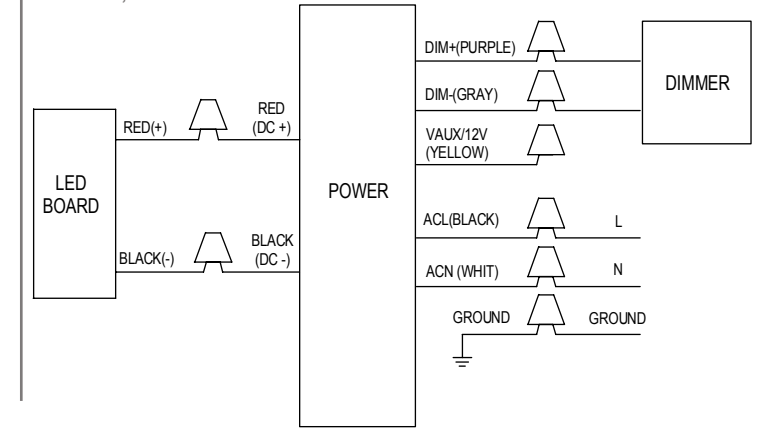 DIM+(PURPLE)
DIM-(GRAY)
DIMMER
RED
(DC +)
RED(+)
VAUX/12V
(YELLOW)
LED
BOARD
POWER
ACL(BLACK)
L
BLACK
(DC -)
BLACK(-)
ACN (WHIT)
N
GROUND
GROUND